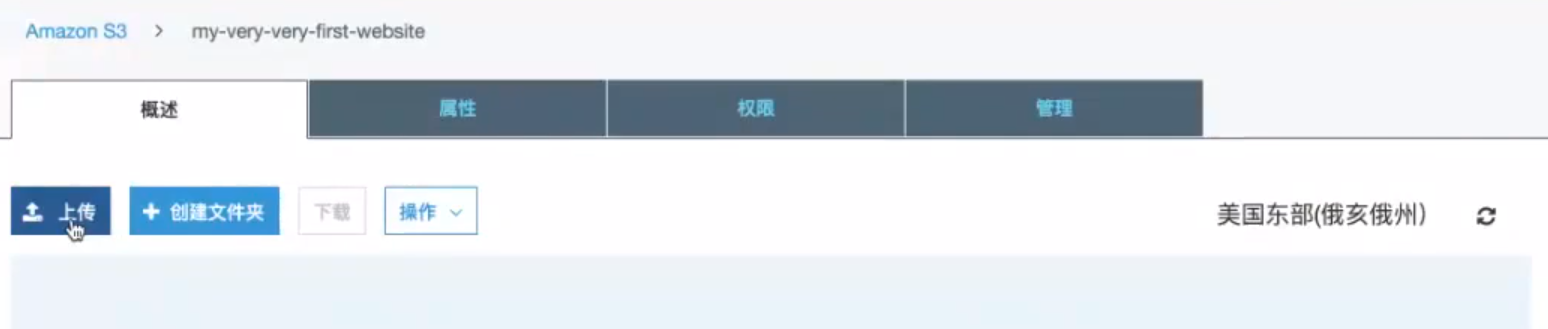 Amazon S3 > my-very-very-first-website
概述 属性 权限 管理
上传 + 创建文件夹 下载 操作 美国东部(俄亥俄州）